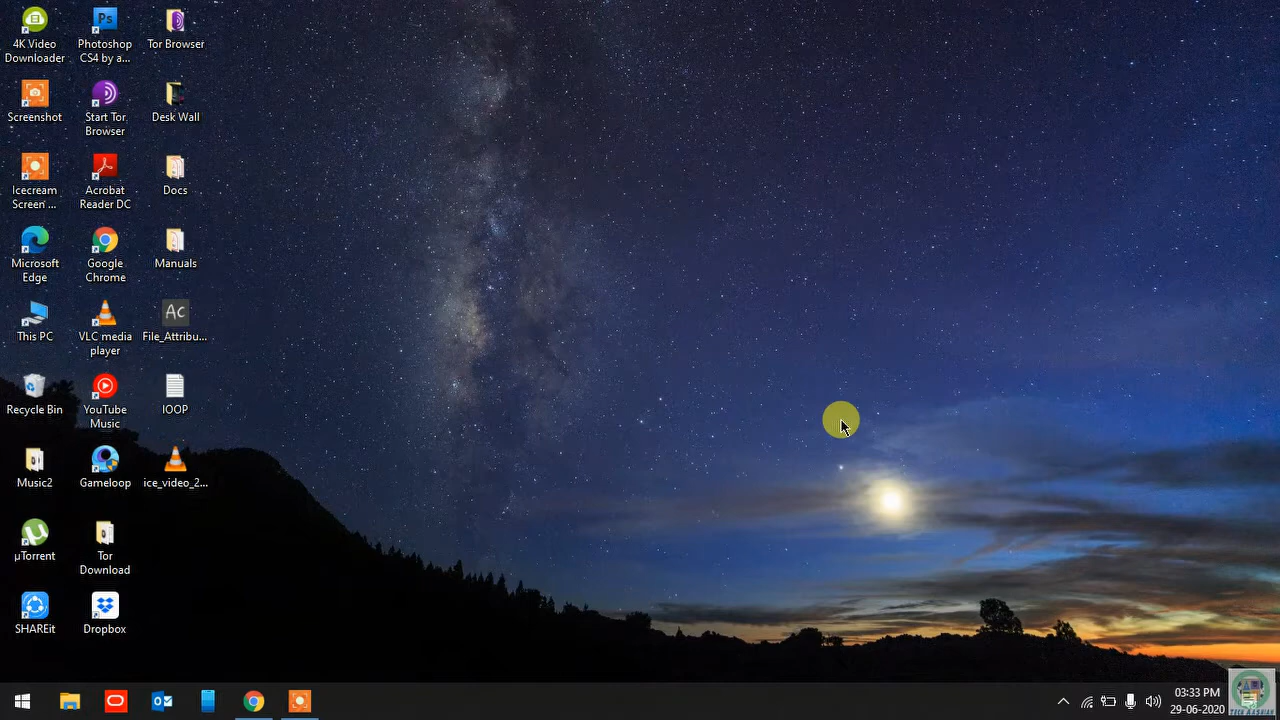 4K Video
Downloader
Photoshop
CS4 by a...
Tor Browser
Screenshot
Start Tor
Browser
Desk Wall
Icecream
Screen ...
Acrobat
Reader DC
Docs
Microsoft
Edge
Google
Chrome
Manuals
This PC
VLC media
player
Ac
File_Attribu...
Recycle Bin
YouTube
Music
IOOP
Music2
Gameloop
ice_video_2...
µTorrent
Tor
Download
SHAREit
Dropbox
Ps
03:33 PM
29-06-2020